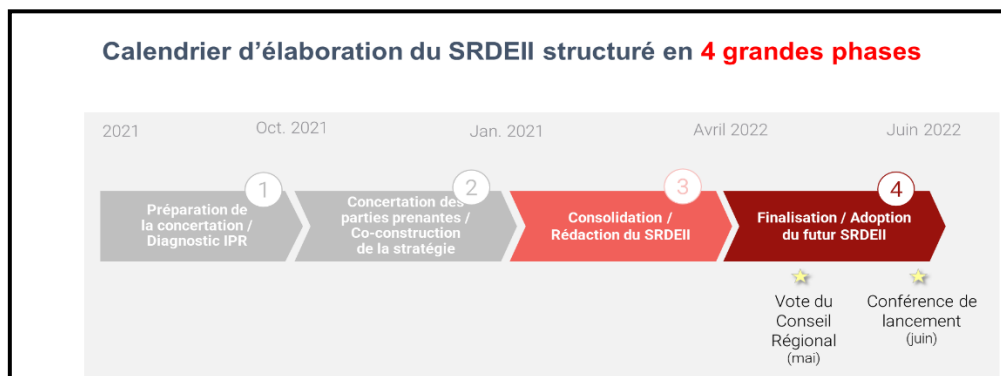 Calendrier d’élaboration du SRDEII structuré en 4 grandes phases
2021
Oct. 2021
Jan. 2021
Avril 2022
Juin 2022
1
2
3
4
Préparation de
la concertation /
Diagnostic IPR
Concertation des
parties prenantes /
Co-construction
de la stratégie
Consolidation /
Rédaction du SRDEII
Finalisation / Adoption
du futur SRDEII
Vote du
Conseil
Régional
(mai)
Conférence de
lancement
(juin)